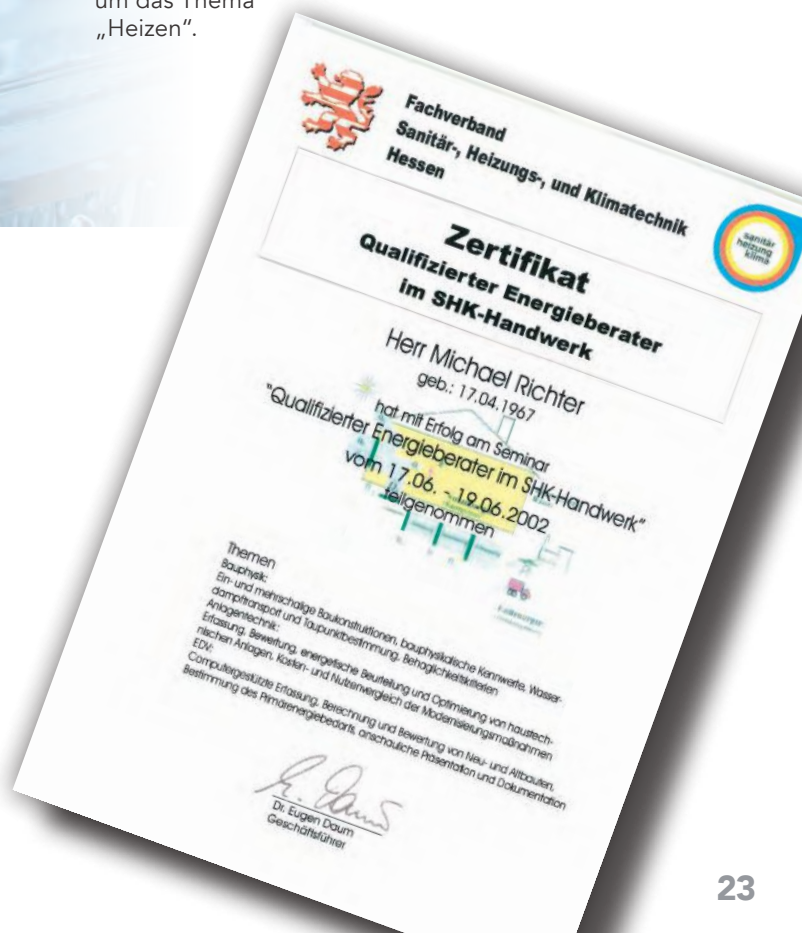 um das Thema
„Heizen“.
Fachverband
Sanitär-, Heizungs-, und Klimatechnik
Hessen
sanitär
heizung
klima
Zertifikat
Qualifizierter Energieberater
im SHK-Handwerk
Herr Michael Richter
geb.: 17.04.1967
hat mit Erfolg am Seminar
"Qualifizierter Energieberater im SHK-Handwerk"
vom 17.06. - 19.06.2002
teilgenommen
Themen
Bauphysik:
Ein- und mehrschalige Baukonstruktionen, bauphysikalische Kennwerte, Wasser-
dampftransport und Taupunktbestimmung, Behaglichkeitskriterien
Anlagentechnik:
Erfassung, Bewertung, energetische Beurteilung und Optimierung von haustech-
nischen Anlagen, Kosten- und Nutzenvergleich der Modernisierungsmaßnahmen
EDV:
Computergestützte Erfassung, Berechnung und Bewertung von Neu- und Altbauten,
Bestimmung des Primärenergiebedarfs, anschauliche Präsentation und Dokumentation
Dr. Eugen Daum
Geschäftsführer
23